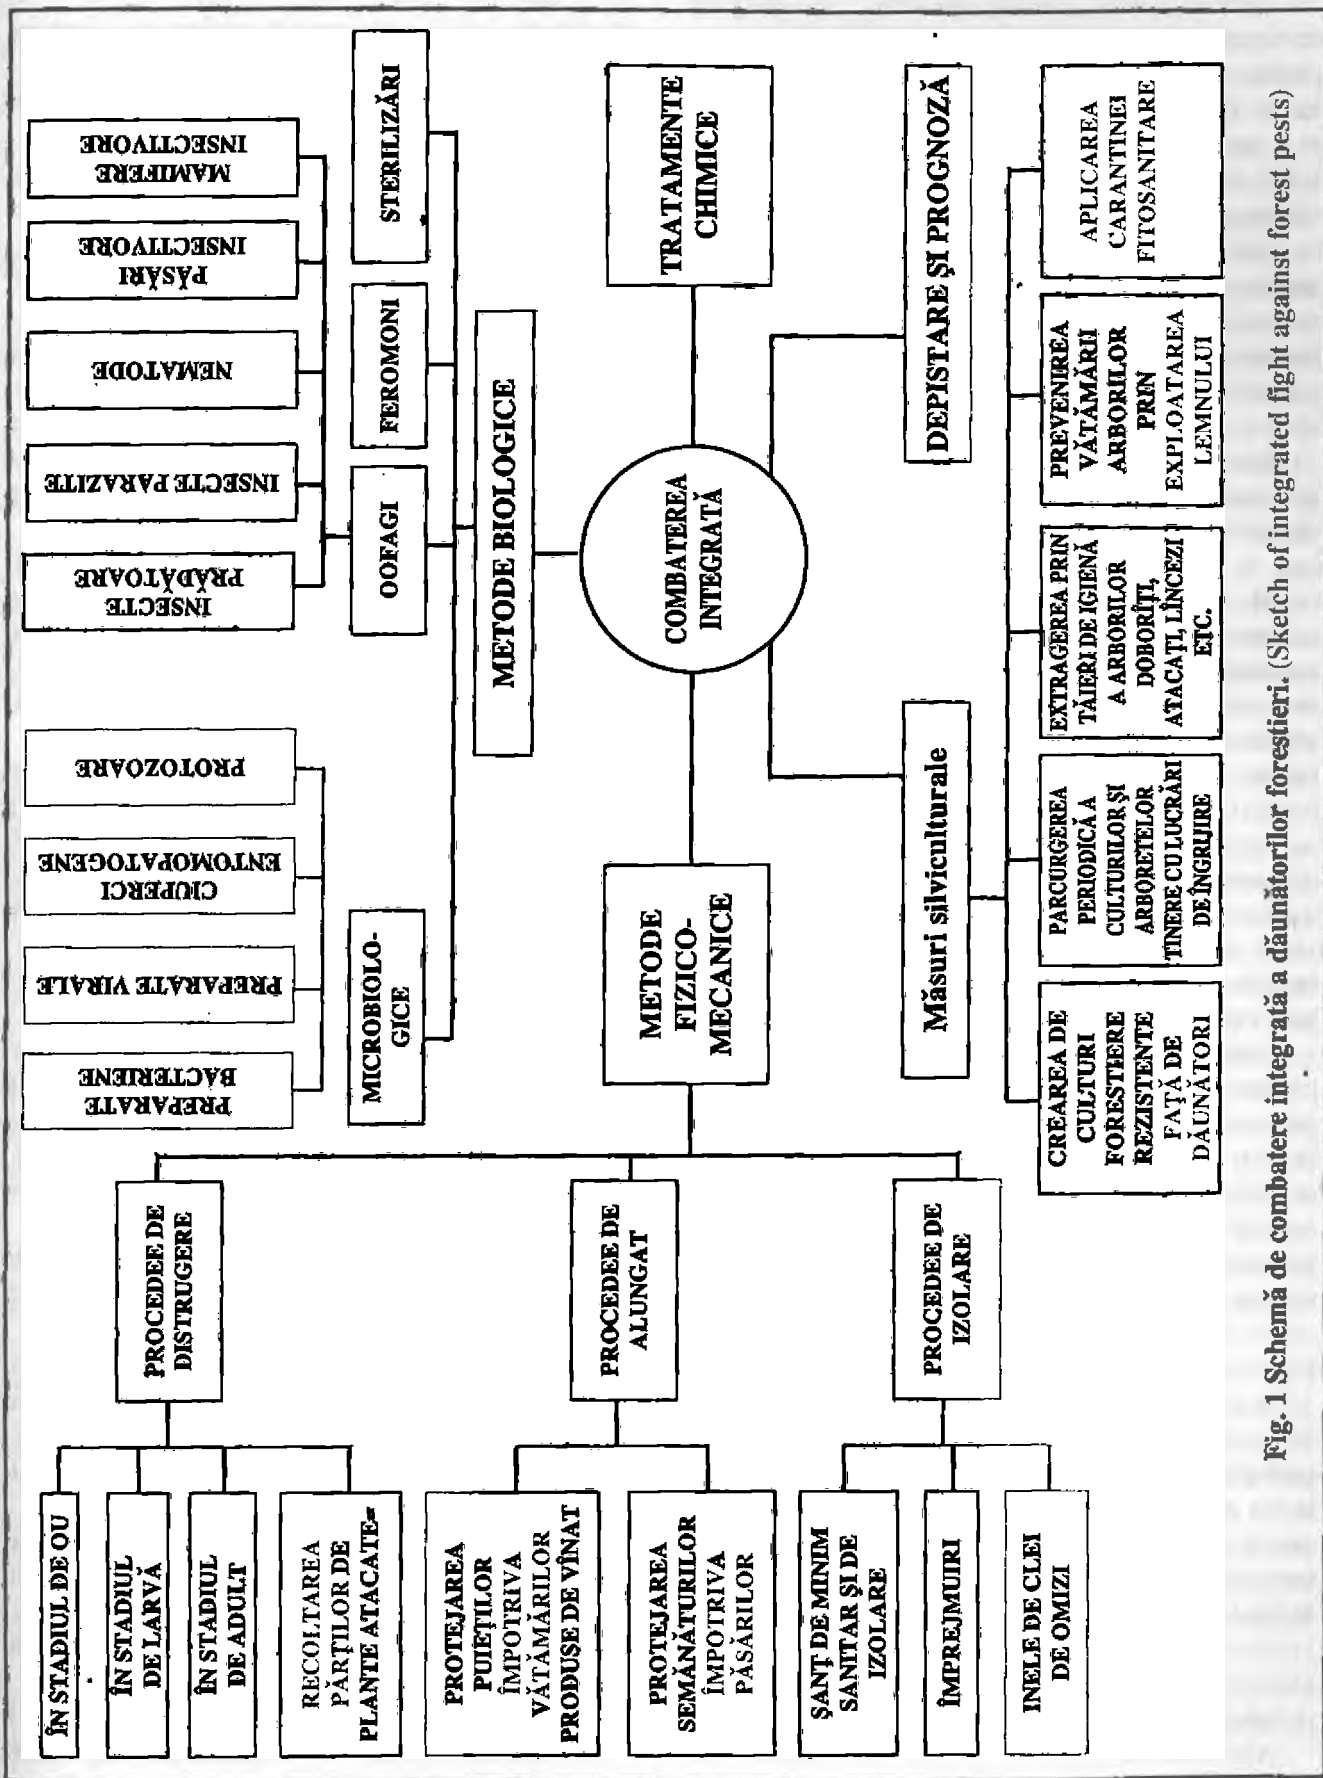 ÎN STADIUL DE OU
ÎN STADIUL
DE LARVĂ
ÎN STADIUL
DE ADULT
RECOLTAREA
PĂRȚILOR DE
PLANTE ATACATE
PROTEJAREA
PUIEȚILOR
ÎMPOTRIVA
VĂTĂMĂRILOR
PRODUSE DE VÎNAT
PROTEJAREA
SEMĂNĂTURILOR
ÎMPOTRIVA
PĂSĂRILOR
ȘANȚ DE MINIM
SANITAR ȘI DE
IZOLARE
ÎMPREJMUIRI
INELE DE CLEI
DE OMIZI
PROCEDEE DE
DISTRUGERE
PROCEDEE DE
ALUNGAT
PROCEDEE DE
IZOLARE
PREPARATE
BACTERIENE
PREPARATE VIRALE
CIUPERCI
ENTOMOPATOGENE
PROTOZOARE
INSECTE
PRĂDĂTOARE
INSECTE PARAZITE
NEMATODE
PĂSĂRI
INSECTIVORE
MAMIFERE
INSECTIVORE
MICROBIOLO-
GICE
OOFAGI
FEROMONI
STERILIZĂRI
METODE BIOLOGICE
METODE
FIZICO-
MECANICE
COMBATEREA
INTEGRATĂ
TRATAMENTE
CHIMICE
Măsuri silviculturale
DEPISTARE ȘI PROGNOZĂ
CREAREA DE
CULTURI
FORESTIERE
REZISTENTE
FAȚĂ DE
DĂUNĂTORI
PARCURGEREA
PERIODICĂ A
CULTURILOR ȘI
ARBORETELOR
TINERE CU LUCRĂRI
DE ÎNGRIJIRE
EXTRAGEREA PRIN
TĂIERI DE IGIENĂ
A ARBORILOR
DOBORÎȚI,
ATACAȚI, LÎNCEZI
ETC.
PREVENIREA
VĂTĂMĂRII
ARBORILOR
PRIN
EXPLOATAREA
LEMNULUI
APLICAREA
CARANTINEI
FITOSANITARE
Fig. 1 Schemă de combatere integrată a dăunătorilor forestieri. (Sketch of integrated fight against forest pests)